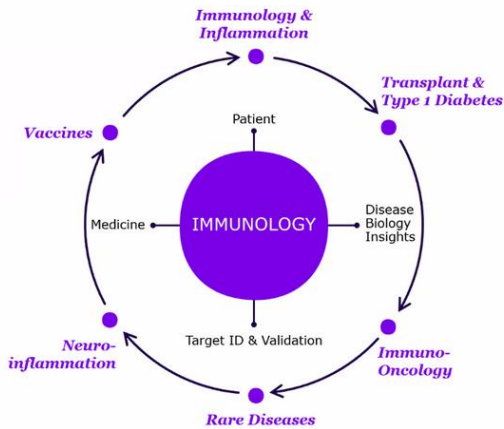 Immunology &
Inflammation
Transplant &
Type 1 Diabetes
Vaccines
Patient
Medicine
IMMUNOLOGY
Disease
Biology
Insights
Target ID & Validation
Neuro-
inflammation
Immuno-
Oncology
Rare Diseases